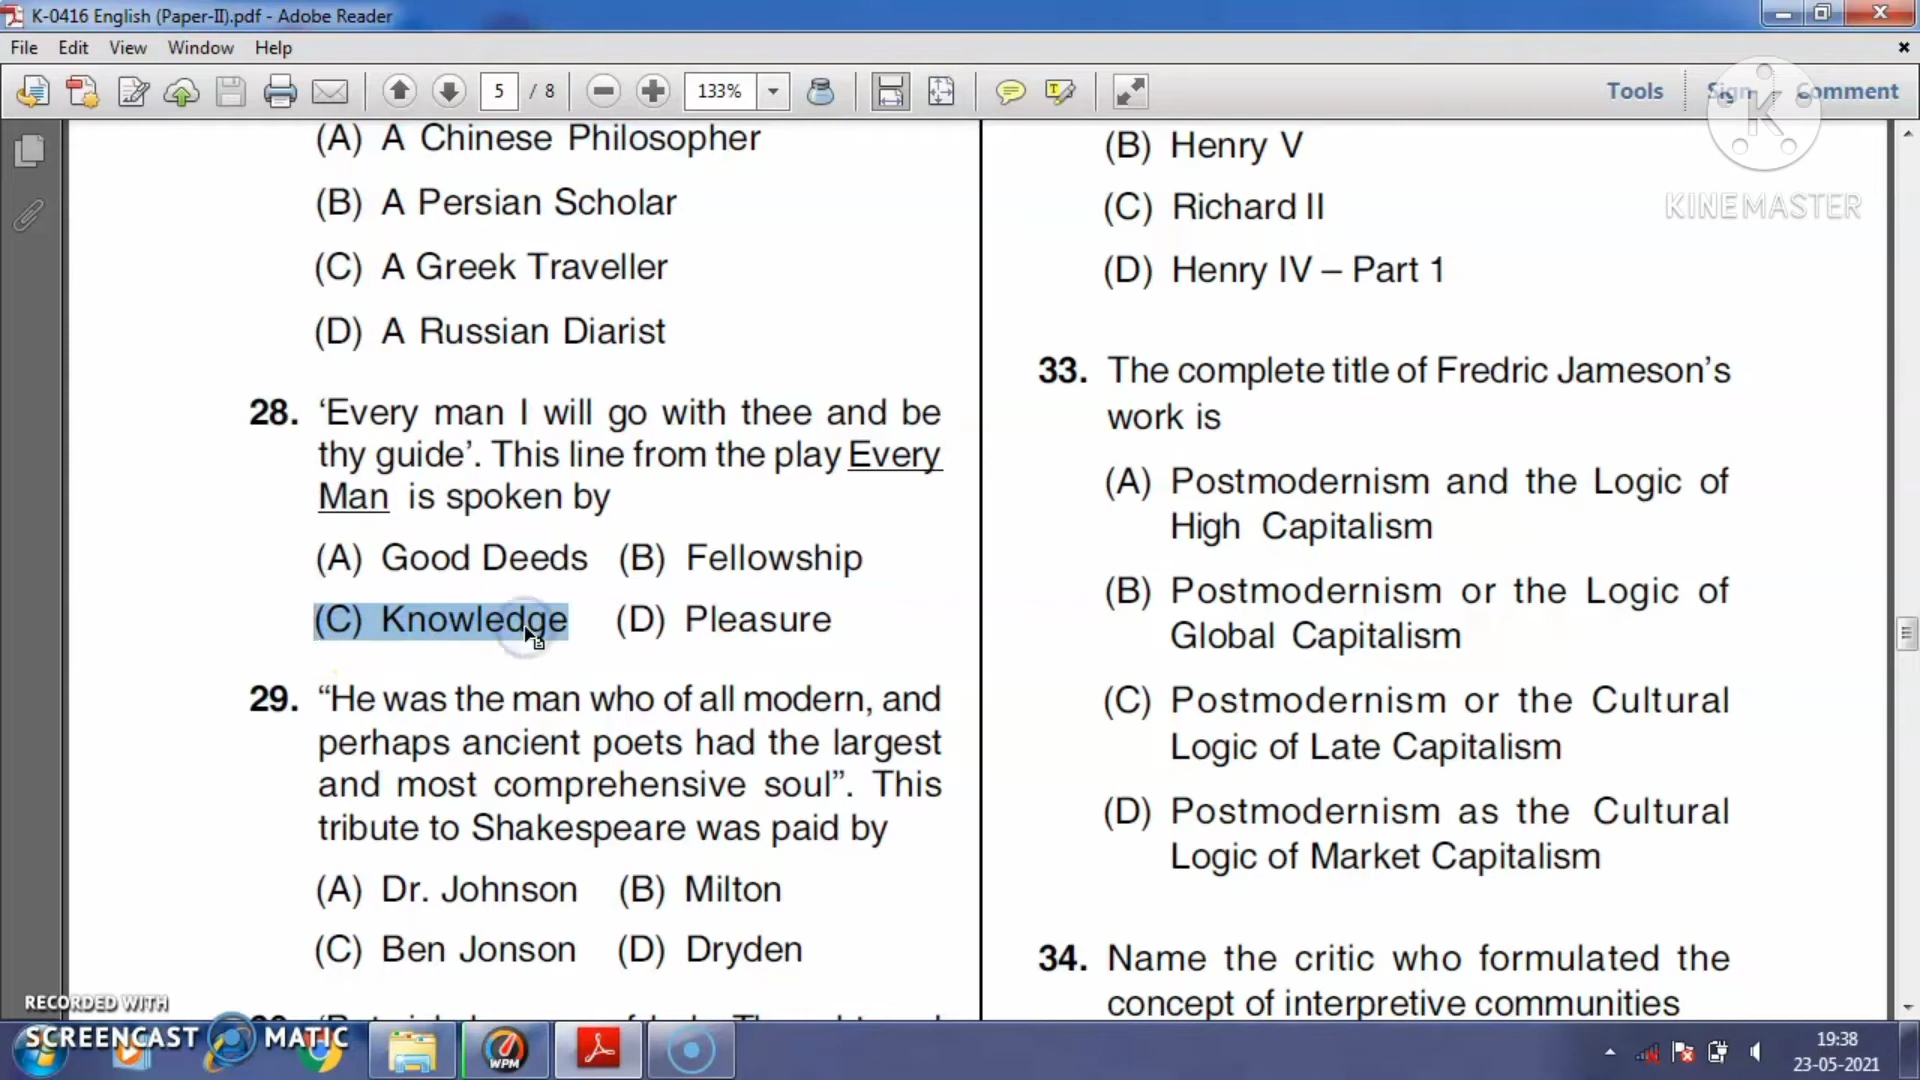 K-0416 English (Paper-II).pdf - Adobe Reader
File Edit View Window Help
5 / 8 133% Tools Sign Comment
KINEMASTER
(A) A Chinese Philosopher
(B) A Persian Scholar
(C) A Greek Traveller
(D) A Russian Diarist
28. ‘Every man I will go with thee and be
thy guide’. This line from the play Every
Man is spoken by
(A) Good Deeds (B) Fellowship
(C) Knowledge (D) Pleasure
29. “He was the man who of all modern, and
perhaps ancient poets had the largest
and most comprehensive soul”. This
tribute to Shakespeare was paid by
(A) Dr. Johnson (B) Milton
(C) Ben Jonson (D) Dryden
(B) Henry V
(C) Richard II
(D) Henry IV – Part 1
33. The complete title of Fredric Jameson’s
work is
(A) Postmodernism and the Logic of
High Capitalism
(B) Postmodernism or the Logic of
Global Capitalism
(C) Postmodernism or the Cultural
Logic of Late Capitalism
(D) Postmodernism as the Cultural
Logic of Market Capitalism
34. Name the critic who formulated the
concept of interpretive communities
RECORDED WITH
SCREENCAST MATIC
WPM
19:38
23-05-2021